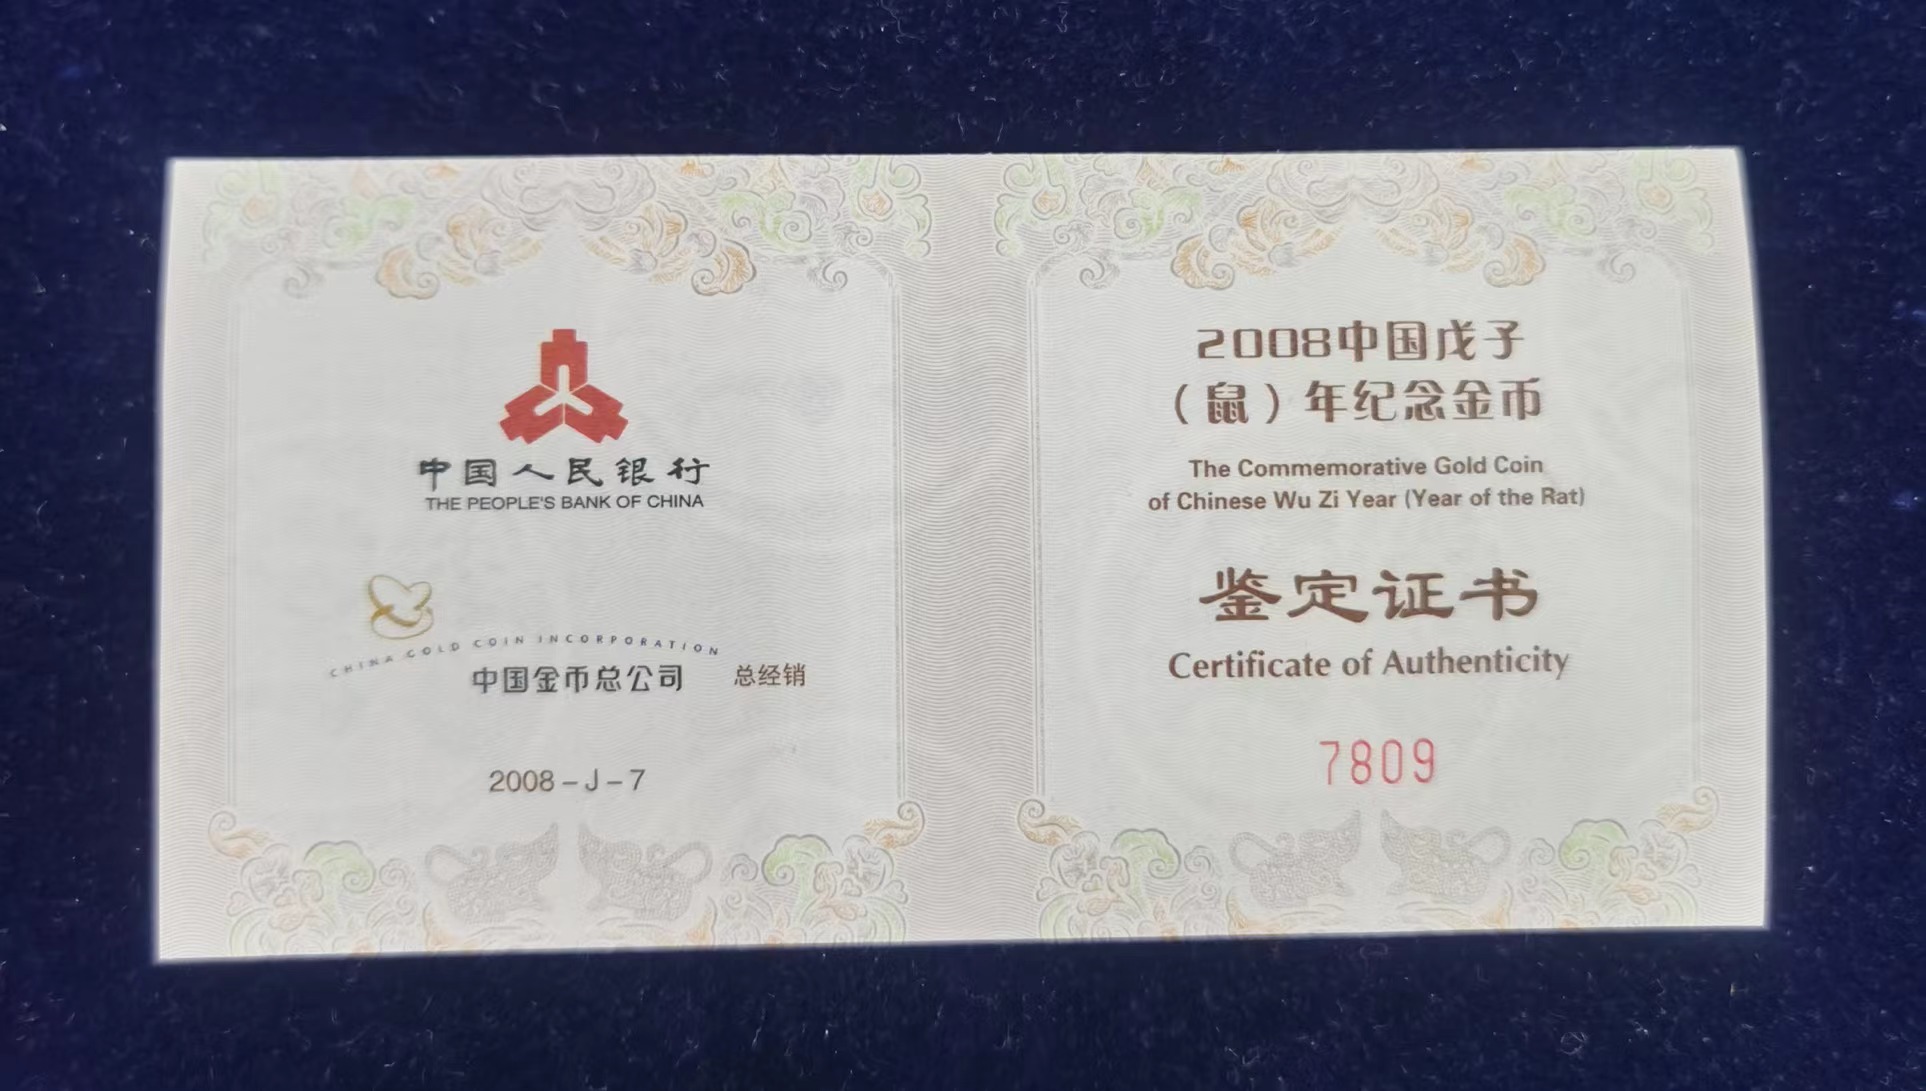 中国人民银行
THE PEOPLE'S BANK OF CHINA
CHINA GOLD COIN INCORPORATION
中国金币总公司 总经销
2008-J-7
2008中国戊子
（鼠）年纪念金币
The Commemorative Gold Coin
of Chinese Wu Zi Year (Year of the Rat)
鉴定证书
Certificate of Authenticity
7809